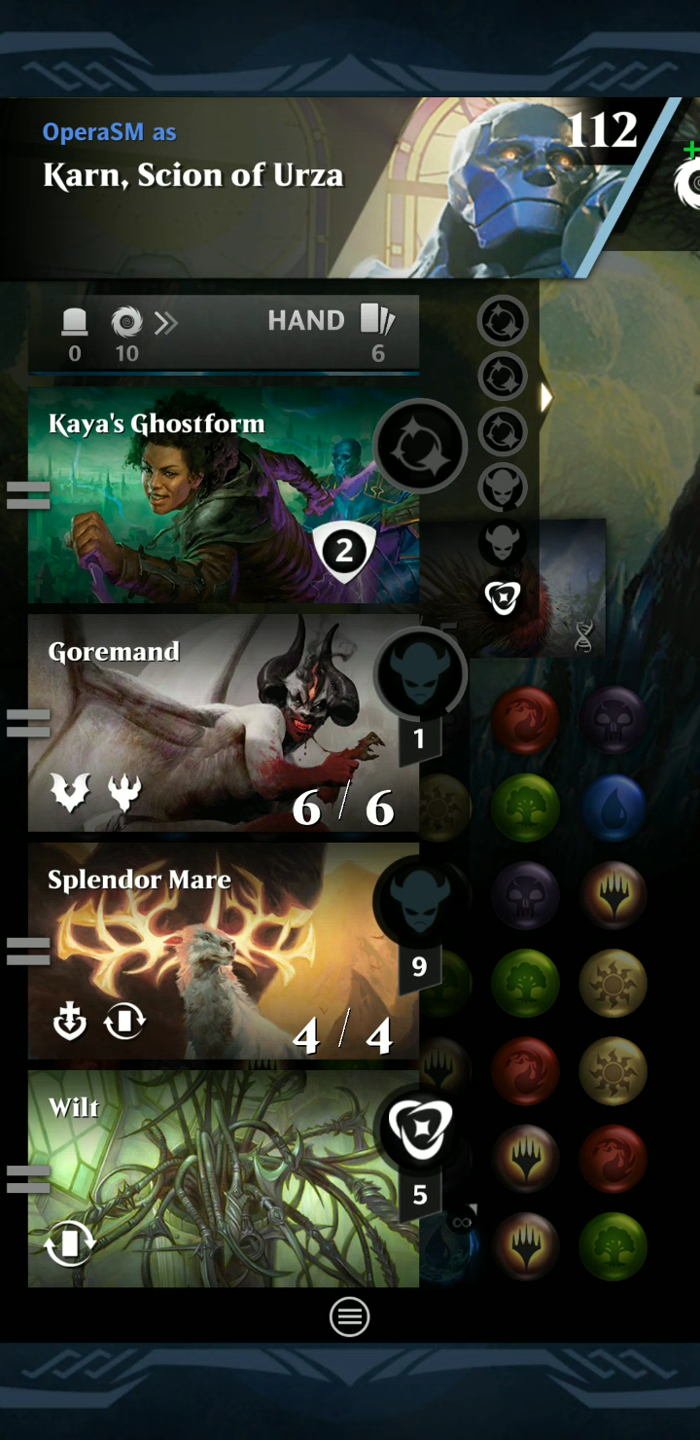 OperaSM as
112
Karn, Scion of Urza
HAND
0 10 6
Kaya's Ghostform
2
Goremand
1
6 / 6
Splendor Mare
9
4 / 4
Wilt
5
∞